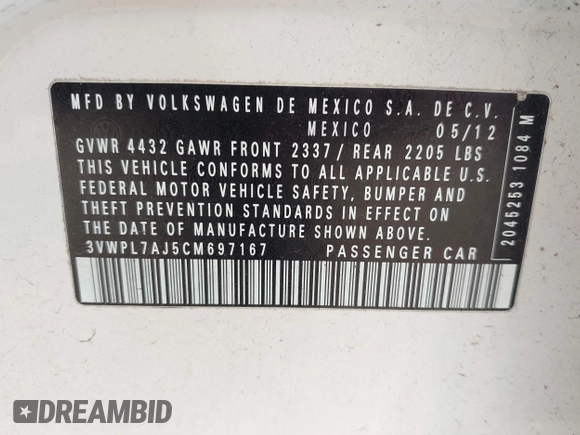 MFD BY VOLKSWAGEN DE MEXICO S.A. DE C.V.
MEXICO 05/12
GVWR 4432 GAWR FRONT 2337/ REAR 2205 LBS
THIS VEHICLE CONFORMS TO ALL APPLICABLE U.S.
FEDERAL MOTOR VEHICLE SAFETY, BUMPER AND
THEFT PREVENTION STANDARDS IN EFFECT ON
THE DATE OF MANUFACTURE SHOWN ABOVE.
3VWPL7AJ5CM697167 PASSENGER CAR
2045253 1084 M
DREAMBID